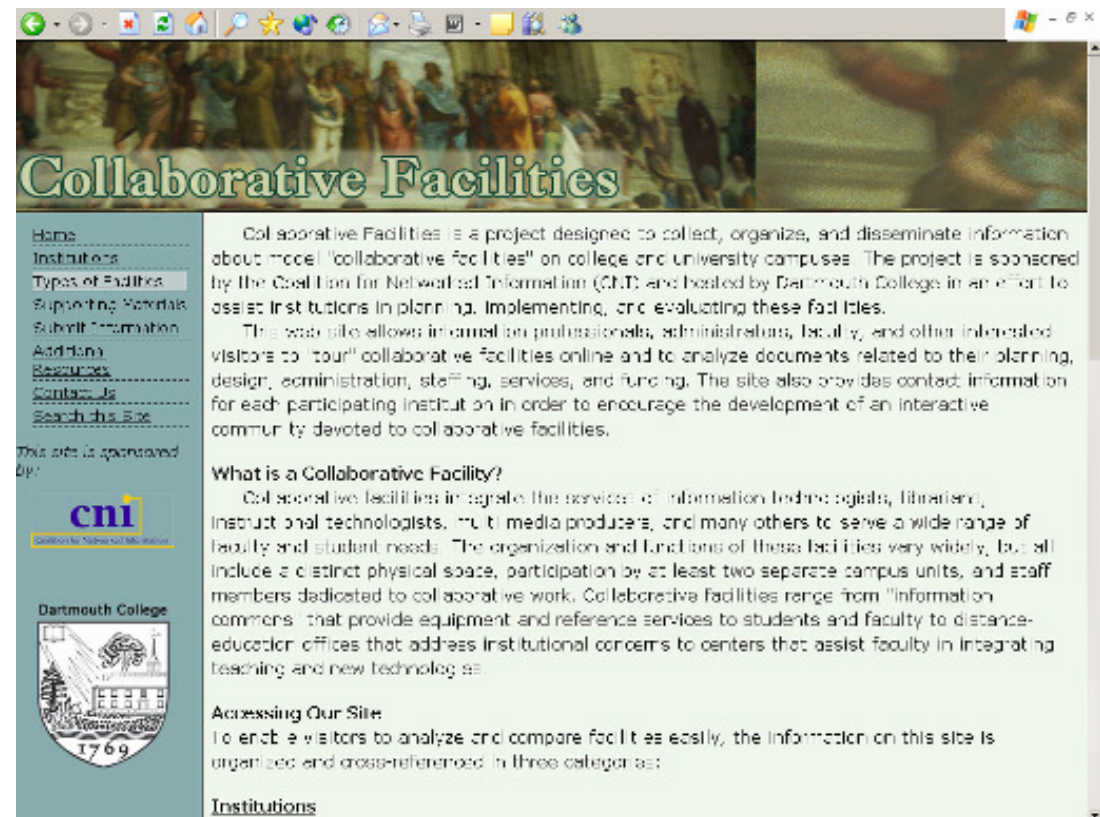 Collaborative Facilities
Home
Institutions
Types of Facilities
Supporting Materials
Submit Information
Additional
Resources
Contact Us
Search this Site
This site is sponsored
by:
cni
Coalition for Networked Information
Dartmouth College
1769
Collaborative Facilities is a project designed to collect, organize, and disseminate information
about model "collaborative facilities" on college and university campuses. The project is sponsored
by the Coalition for Networked Information (CNI) and hosted by Dartmouth College in an effort to
assist institutions in planning, implementing, and evaluating these facilities.
This web site allows information professionals, administrators, faculty, and other interested
visitors to "tour" collaborative facilities online and to analyze documents related to their planning,
design, administration, staffing, services, and funding. The site also provides contact information
for each participating institution in order to encourage the development of an interactive
community devoted to collaborative facilities.
What is a Collaborative Facility?
Collaborative facilities integrate the services of information technologists, librarians,
instructional technologists, multimedia producers, and many others to serve a wide range of
faculty and student needs. The organization and functions of these facilities vary widely, but all
include a distinct physical space, participation by at least two separate campus units, and staff
members dedicated to collaborative work. Collaborative facilities range from "information
commons" that provide equipment and reference services to students and faculty to distance-
education offices that address institutional concerns to centers that assist faculty in integrating
teaching and new technologies.
Accessing Our Site
To enable visitors to analyze and compare facilities easily, the information on this site is
organized and cross-referenced in three categories:
Institutions